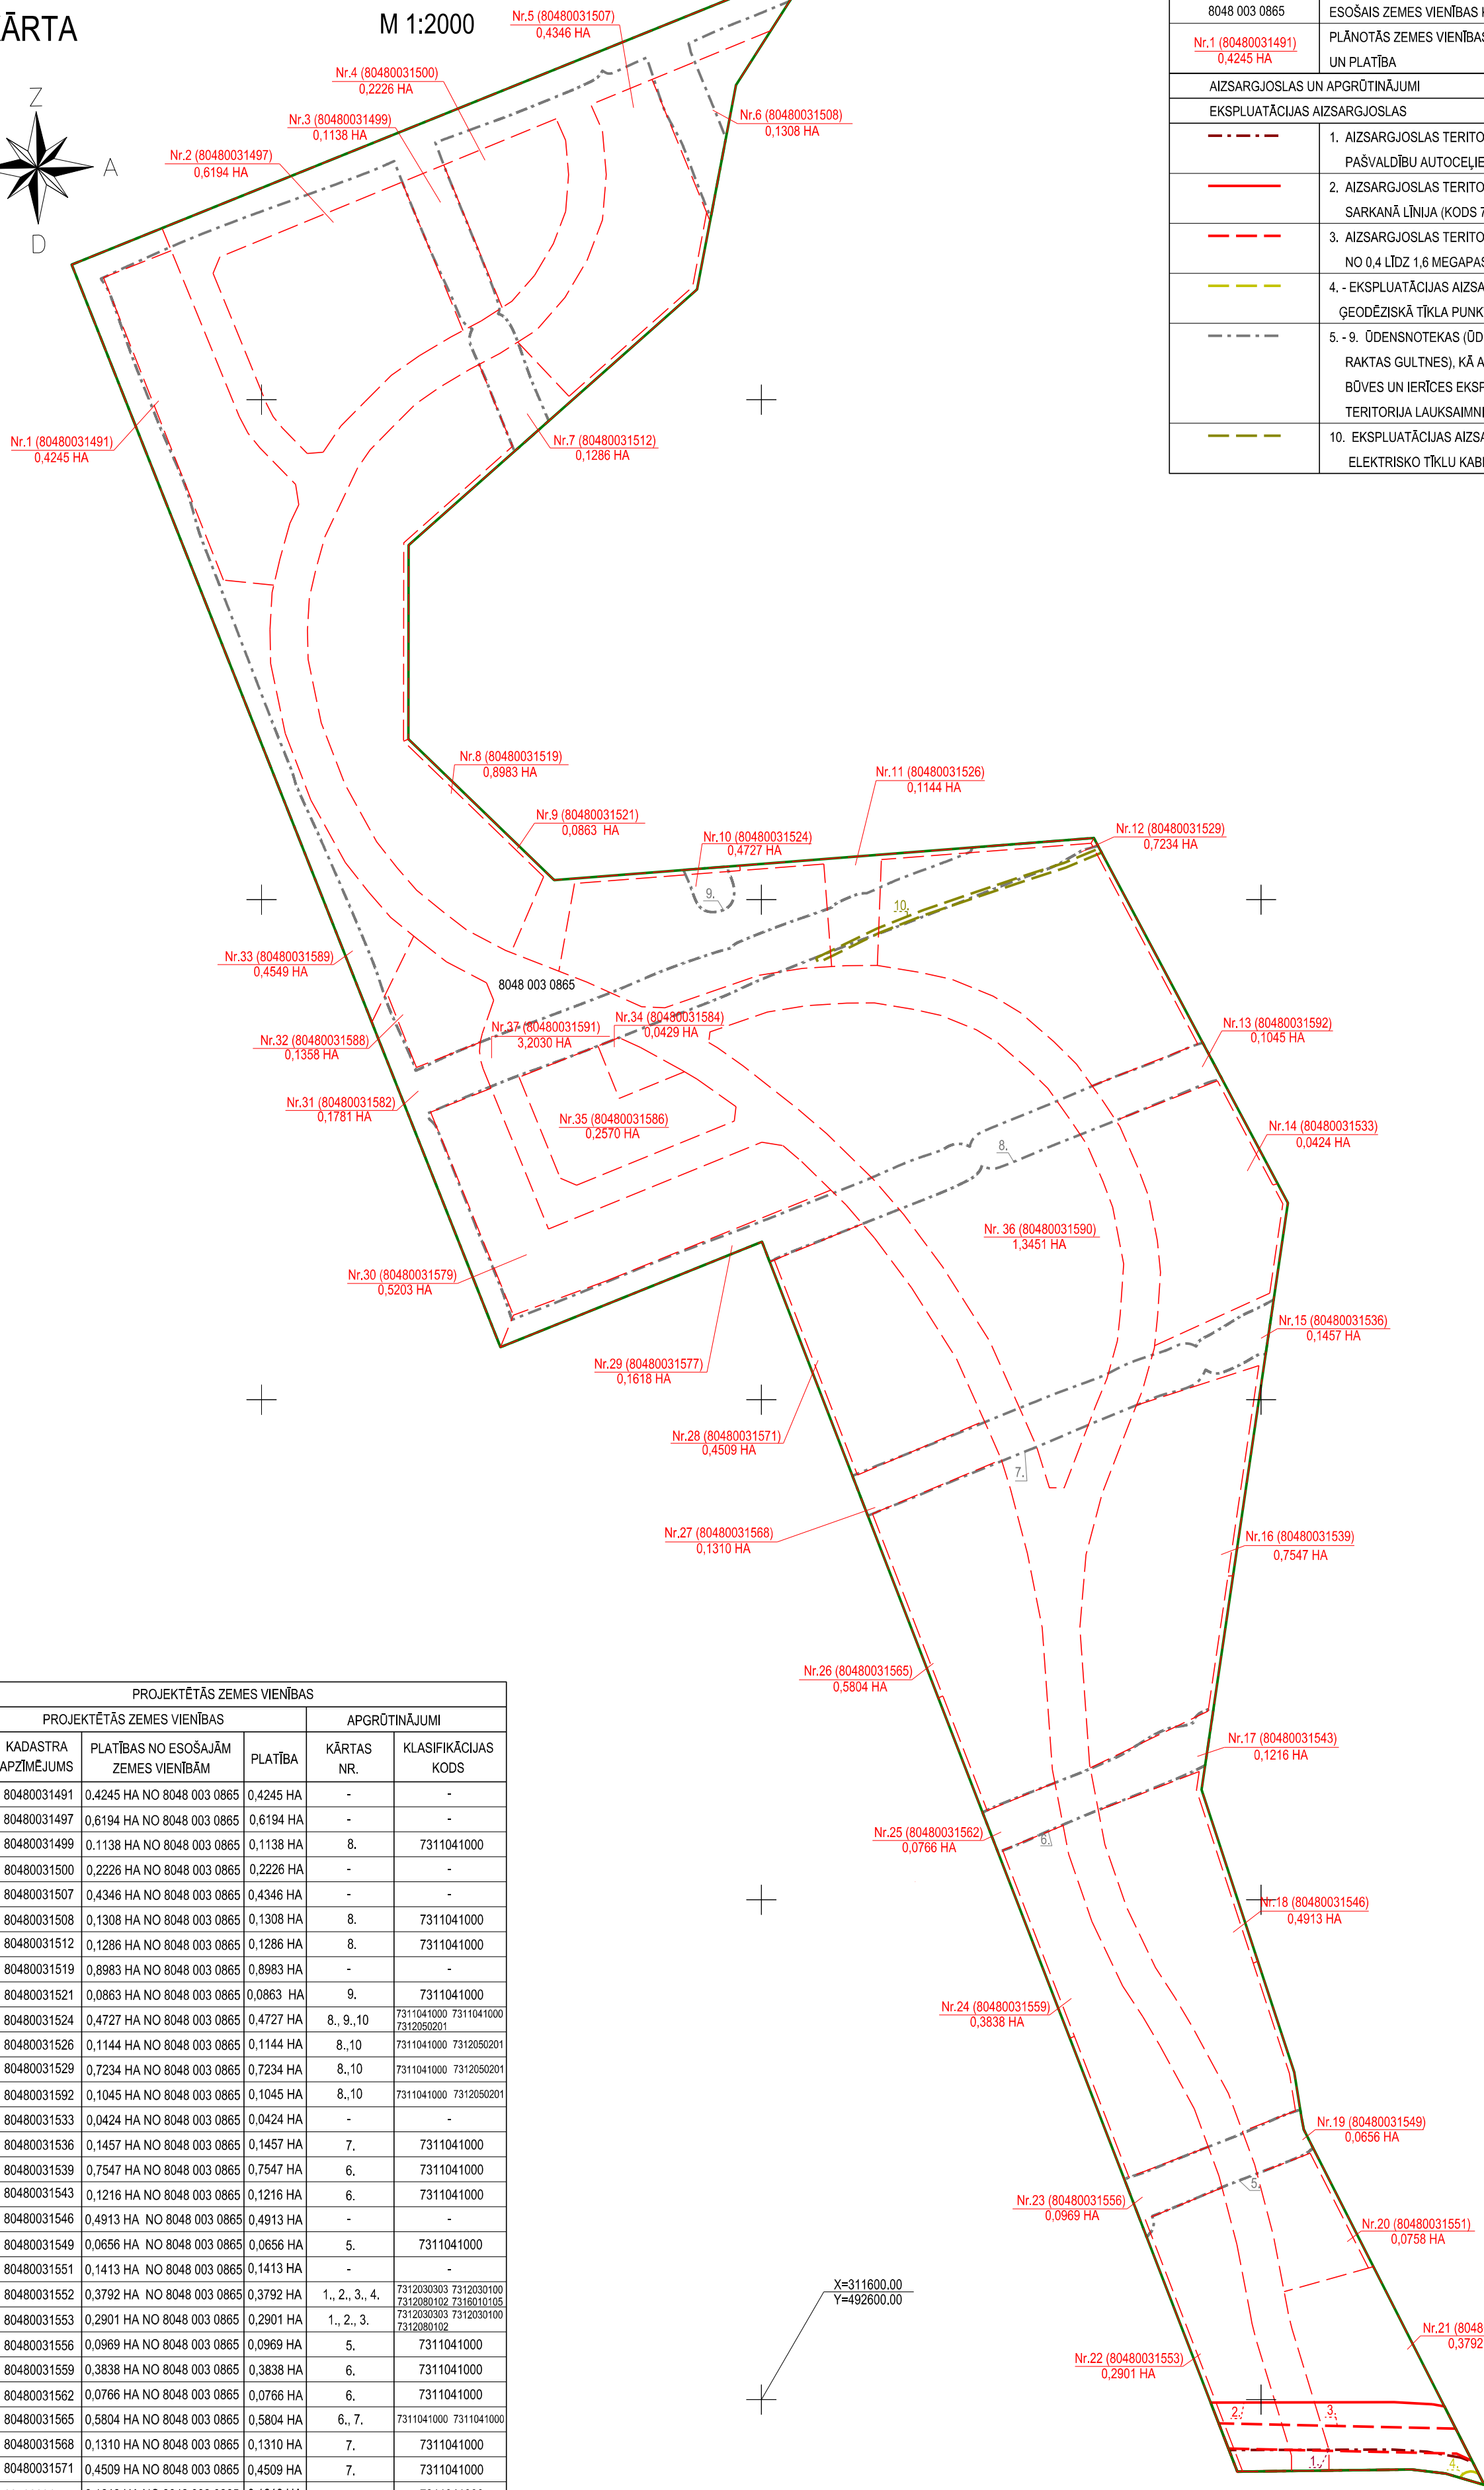 ĀRTA
M 1:2000
Z
A
D
Nr.5 (80480031507)
0,4346 HA
Nr.4 (80480031500)
0,2226 HA
Nr.3 (80480031499)
0,1138 HA
Nr.6 (80480031508)
0,1308 HA
Nr.2 (80480031497)
0,6194 HA
Nr.1 (80480031491)
0,4245 HA
Nr.7 (80480031512)
0,1286 HA
8048 003 0865
ESOŠAIS ZEMES VIENĪBAS
Nr.1 (80480031491)
0,4245 HA
PLĀNOTĀS ZEMES VIENĪBAS
UN PLATĪBA
AIZSARGJOSLAS UN APGRŪTINĀJUMI
EKSPLUATĀCIJAS AIZSARGJOSLAS
1. AIZSARGJOSLAS TERITO
PAŠVALDĪBU AUTOCEĻIE
2. AIZSARGJOSLAS TERITO
SARKANĀ LĪNIJA (KODS 7
3. AIZSARGJOSLAS TERITO
NO 0,4 LĪDZ 1,6 MEGAPAS
4. - EKSPLUATĀCIJAS AIZSA
ĢEODĒZISKĀ TĪKLA PUNK
5. - 9. ŪDENSNOTEKAS (ŪD
RAKTAS GULTNES), KĀ A
BŪVES UN IERĪCES EKSP
TERITORIJA LAUKSAIMNI
10. EKSPLUATĀCIJAS AIZSA
ELEKTRISKO TĪKLU KABE
Nr.8 (80480031519)
0,8983 HA
Nr.11 (80480031526)
0,1144 HA
Nr.9 (80480031521)
0,0863 HA
Nr.10 (80480031524)
0,4727 HA
Nr.12 (80480031529)
0,7234 HA
9.
10.
Nr.33 (80480031589)
0,4549 HA
8048 003 0865
Nr.32 (80480031588)
0,1358 HA
Nr.37 (80480031591)
3,2030 HA
Nr.34 (80480031584)
0,0429 HA
Nr.13 (80480031592)
0,1045 HA
Nr.31 (80480031582)
0,1781 HA
Nr.35 (80480031586)
0,2570 HA
8.
Nr.14 (80480031533)
0,0424 HA
Nr. 36 (80480031590)
1,3451 HA
Nr.30 (80480031579)
0,5203 HA
Nr.15 (80480031536)
0,1457 HA
Nr.29 (80480031577)
0,1618 HA
Nr.28 (80480031571)
0,4509 HA
7.
Nr.27 (80480031568)
0,1310 HA
Nr.16 (80480031539)
0,7547 HA
Nr.26 (80480031565)
0,5804 HA
Nr.17 (80480031543)
0,1216 HA
Nr.25 (80480031562)
0,0766 HA
6.
Nr.18 (80480031546)
0,4913 HA
Nr.24 (80480031559)
0,3838 HA
Nr.19 (80480031549)
0,0656 HA
Nr.23 (80480031556)
0,0969 HA
5.
Nr.20 (80480031551)
0,0758 HA
X=311600.00
Y=492600.00
Nr.21 (8048
0,3792
Nr.22 (80480031553)
0,2901 HA
2.
3.
1.
4.
PROJEKTĒTĀS ZEMES VIENĪBAS
PROJEKTĒTĀS ZEMES VIENĪBAS APGRŪTINĀJUMI
KADASTRA APZĪMĒJUMS PLATĪBAS NO ESOŠAJĀM ZEMES VIENĪBĀM PLATĪBA KĀRTAS NR. KLASIFIKĀCIJAS KODS
80480031491 0.4245 HA NO 8048 003 0865 0,4245 HA - -
80480031497 0,6194 HA NO 8048 003 0865 0,6194 HA - -
80480031499 0.1138 HA NO 8048 003 0865 0,1138 HA 8. 7311041000
80480031500 0,2226 HA NO 8048 003 0865 0,2226 HA - -
80480031507 0,4346 HA NO 8048 003 0865 0,4346 HA - -
80480031508 0,1308 HA NO 8048 003 0865 0,1308 HA 8. 7311041000
80480031512 0,1286 HA NO 8048 003 0865 0,1286 HA 8. 7311041000
80480031519 0,8983 HA NO 8048 003 0865 0,8983 HA - -
80480031521 0,0863 HA NO 8048 003 0865 0,0863 HA 9. 7311041000
80480031524 0,4727 HA NO 8048 003 0865 0,4727 HA 8., 9.,10 7311041000 7311041000 7312050201
80480031526 0,1144 HA NO 8048 003 0865 0,1144 HA 8.,10 7311041000 7312050201
80480031529 0,7234 HA NO 8048 003 0865 0,7234 HA 8.,10 7311041000 7312050201
80480031592 0,1045 HA NO 8048 003 0865 0,1045 HA 8.,10 7311041000 7312050201
80480031533 0,0424 HA NO 8048 003 0865 0,0424 HA - -
80480031536 0,1457 HA NO 8048 003 0865 0,1457 HA 7. 7311041000
80480031539 0,7547 HA NO 8048 003 0865 0,7547 HA 6. 7311041000
80480031543 0,1216 HA NO 8048 003 0865 0,1216 HA 6. 7311041000
80480031546 0,4913 HA NO 8048 003 0865 0,4913 HA - -
80480031549 0,0656 HA NO 8048 003 0865 0,0656 HA 5. 7311041000
80480031551 0,1413 HA NO 8048 003 0865 0,1413 HA - -
80480031552 0,3792 HA NO 8048 003 0865 0,3792 HA 1., 2., 3., 4. 7312030303 7312030100 7312080102 7316010105
80480031553 0,2901 HA NO 8048 003 0865 0,2901 HA 1., 2., 3. 7312030303 7312030100 7312080102
80480031556 0,0969 HA NO 8048 003 0865 0,0969 HA 5. 7311041000
80480031559 0,3838 HA NO 8048 003 0865 0,3838 HA 6. 7311041000
80480031562 0,0766 HA NO 8048 003 0865 0,0766 HA 6. 7311041000
80480031565 0,5804 HA NO 8048 003 0865 0,5804 HA 6., 7. 7311041000 7311041000
80480031568 0,1310 HA NO 8048 003 0865 0,1310 HA 7. 7311041000
80480031571 0,4509 HA NO 8048 003 0865 0,4509 HA 7. 7311041000